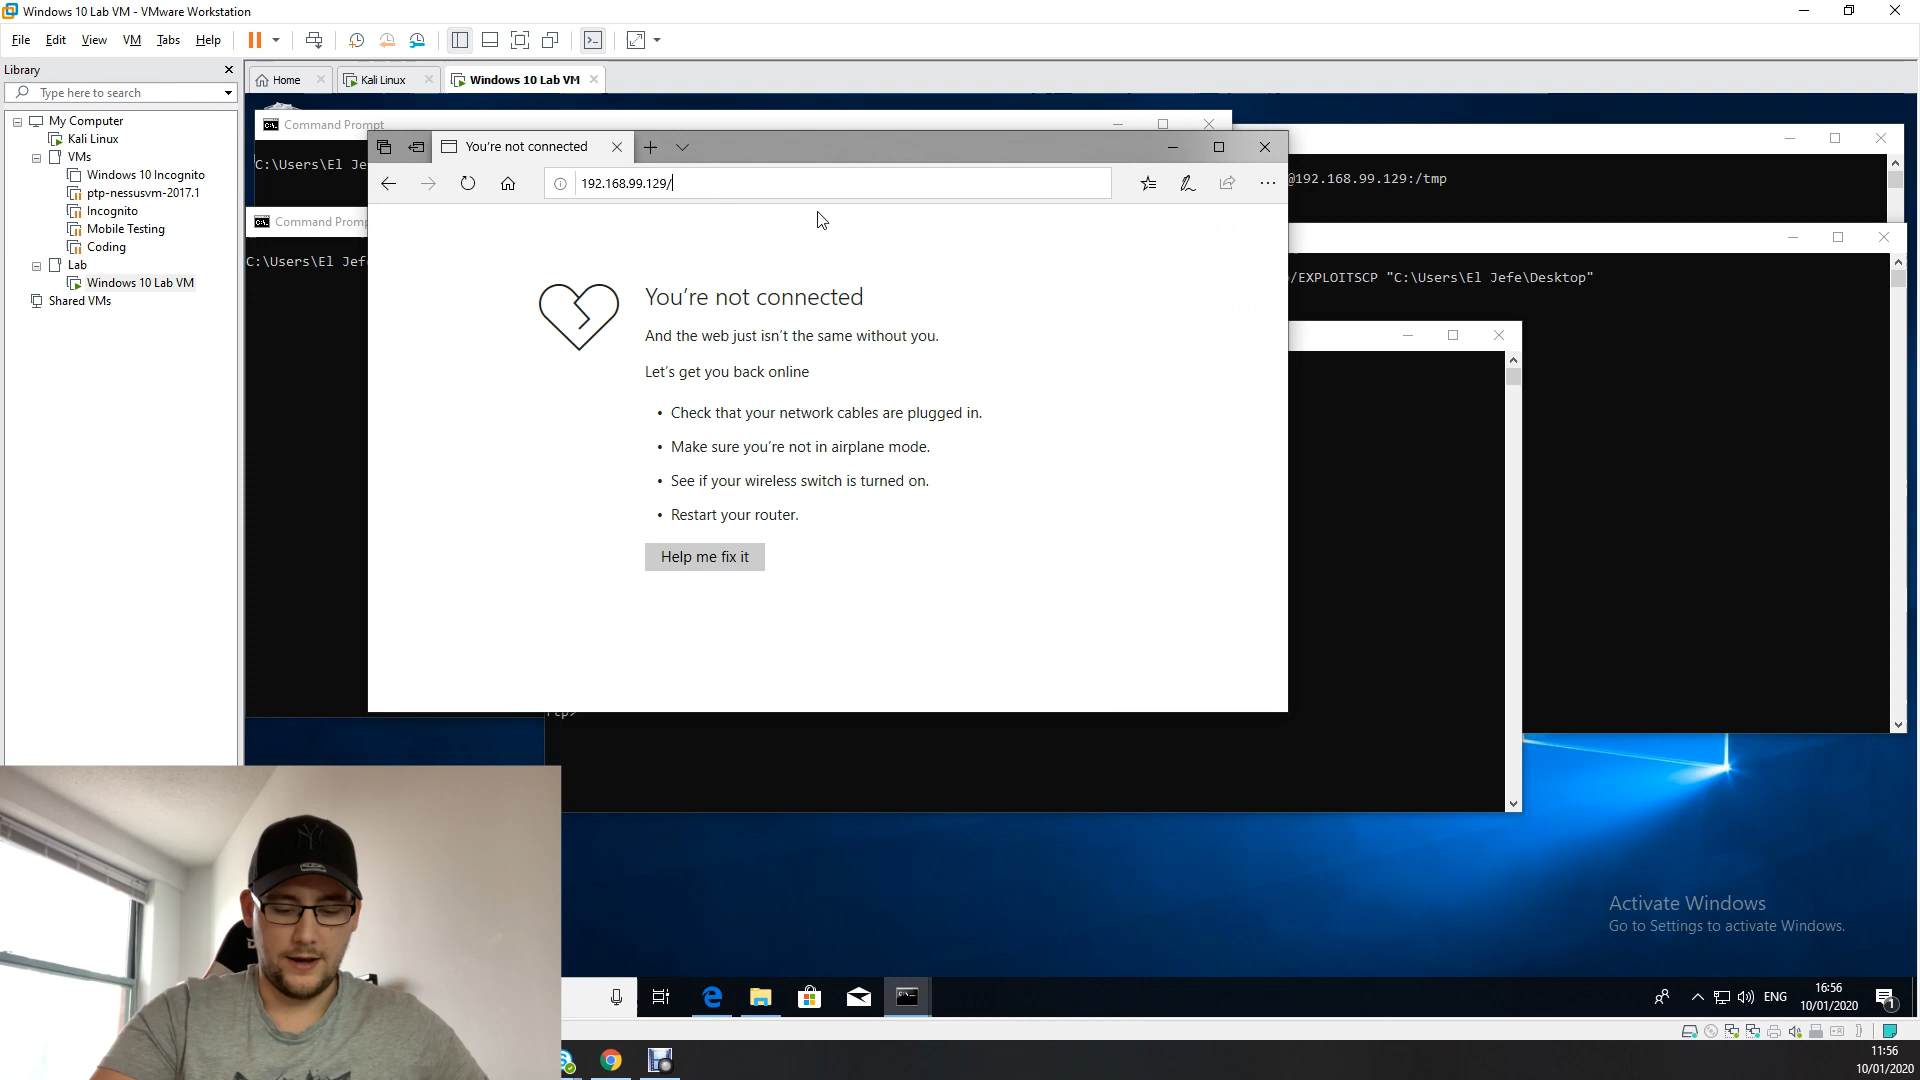 Windows 10 Lab VM - VMware Workstation
File Edit View VM Tabs Help
Library
Type here to search
My Computer
Kali Linux
VMs
Windows 10 Incognito
ptp-nessusvm-2017.1
Incognito
Mobile Testing
Coding
Lab
Windows 10 Lab VM
Shared VMs
Home
Kali Linux
Windows 10 Lab VM
Command Prompt
C:\Users\El Je
@192.168.99.129:/tmp
Command Promp
C:\Users\El Jef
/EXPLOITSCP "C:\Users\El Jefe\Desktop"
You're not connected
192.168.99.129/
You're not connected
And the web just isn't the same without you.
Let's get you back online
• Check that your network cables are plugged in.
• Make sure you're not in airplane mode.
• See if your wireless switch is turned on.
• Restart your router.
Help me fix it
ftp>
Activate Windows
Go to Settings to activate Windows.
ENG
16:56
10/01/2020
1
11:56
10/01/2020